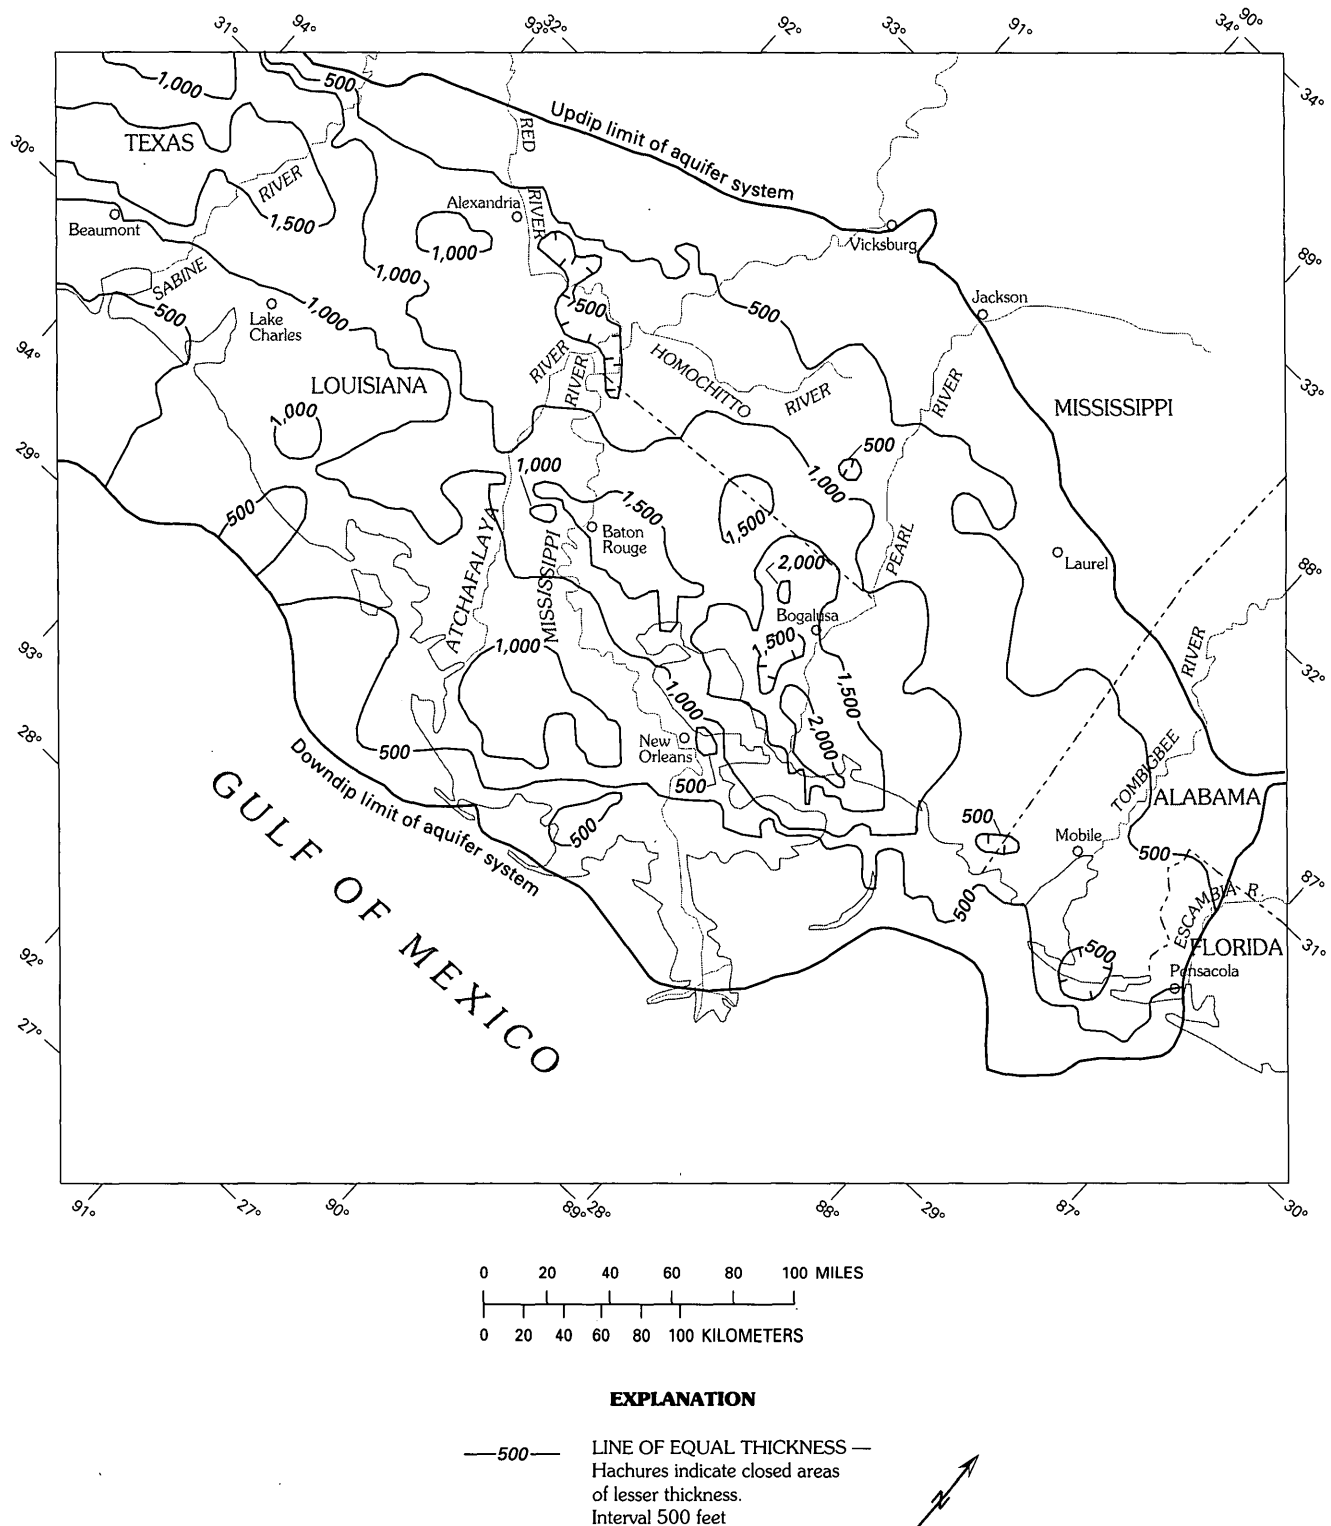 31° 94° 93° 32° 92° 33° 91° 34° 90°
1,000
500
34°
Updip limit of aquifer system
RED
TEXAS
30°
RIVER
RIVER
Alexandria
1,500
Beaumont
Vicksburg
1,000
89°
1,000
SABINE
Jackson
500
500
500
1,000
Lake
Charles
94°
HOMOCHITTO
RIVER
RIVER
RIVER
RIVER
33°
LOUISIANA
MISSISSIPPI
1,000
500
29°
1,000
1,000
1,500
500
1,500
Baton
Rouge
PEARL
Laurel
2,000
88°
ATCHAFALAYA
MISSISSIPPI
Bogalusa
93°
1,500
1,000
RIVER
32°
1,000
1,500
2,000
28°
New
Orleans
500
TOMBIGBEE
500
Downdip limit of aquifer system
ALABAMA
500
500
Mobile
500
87°
ESCAMBIA R.
500
GULF OF MEXICO
31°
92°
500
FLORIDA
Pensacola
27°
91° 27° 90° 89° 28° 88° 29° 87° 30°
0 20 40 60 80 100 MILES
0 20 40 60 80 100 KILOMETERS
EXPLANATION
—500— LINE OF EQUAL THICKNESS —
Hachures indicate closed areas
of lesser thickness.
Interval 500 feet
N